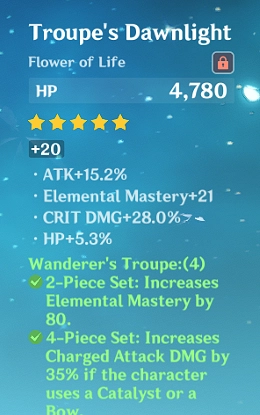 Troupe's Dawnlight
Flower of Life
HP 4,780
+20
· ATK+15.2%
· Elemental Mastery+21
· CRIT DMG+28.0%
· HP+5.3%
Wanderer's Troupe:(4)
2-Piece Set: Increases
Elemental Mastery by
80.
4-Piece Set: Increases
Charged Attack DMG by
35% if the character
uses a Catalyst or a
Bow.